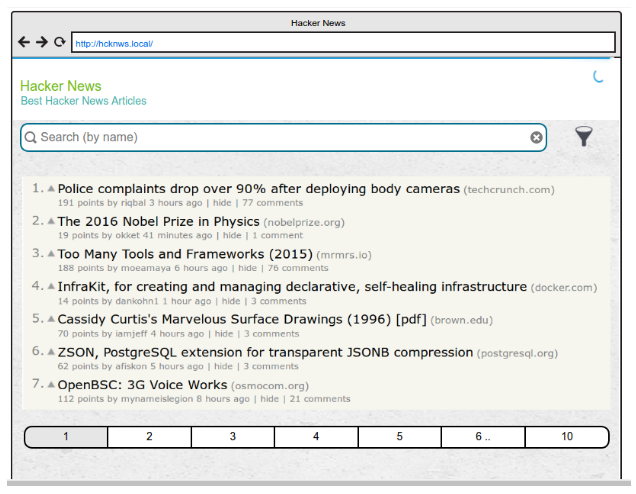 Hacker News
http://hcknws.local/
Hacker News
Best Hacker News Articles
Search (by name)
1. Police complaints drop over 90% after deploying body cameras (techcrunch.com)
191 points by riqbal 3 hours ago | hide | 77 comments
2. The 2016 Nobel Prize in Physics (nobelprize.org)
19 points by okket 41 minutes ago | hide | 1 comment
3. Too Many Tools and Frameworks (2015) (mrmrs.io)
188 points by moeamaya 6 hours ago | hide | 76 comments
4. InfraKit, for creating and managing declarative, self-healing infrastructure (docker.com)
14 points by dankohn1 1 hour ago | hide | 3 comments
5. Cassidy Curtis's Marvelous Surface Drawings (1996) [pdf] (brown.edu)
70 points by iamjeff 4 hours ago | hide | 3 comments
6. ZSON, PostgreSQL extension for transparent JSONB compression (postgresql.org)
62 points by afiskon 5 hours ago | hide | 3 comments
7. OpenBSC: 3G Voice Works (osmocom.org)
112 points by mynameislegion 8 hours ago | hide | 21 comments
1 2 3 4 5 6 .. 10